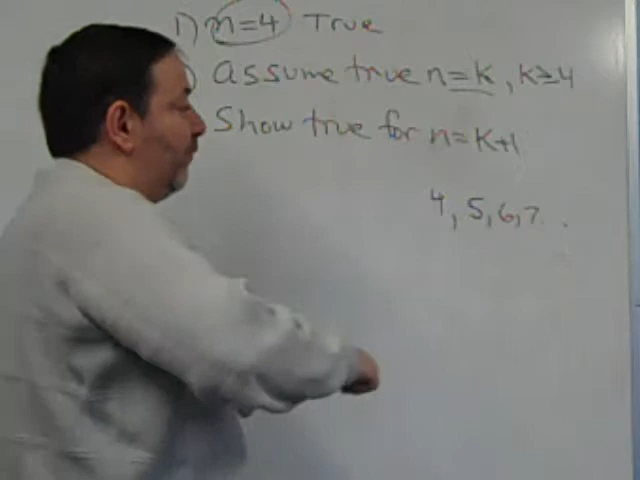 1) n=4 True
) Assume true n=k, k≥4
Show true for n=k+1
4, 5, 6, 7 .